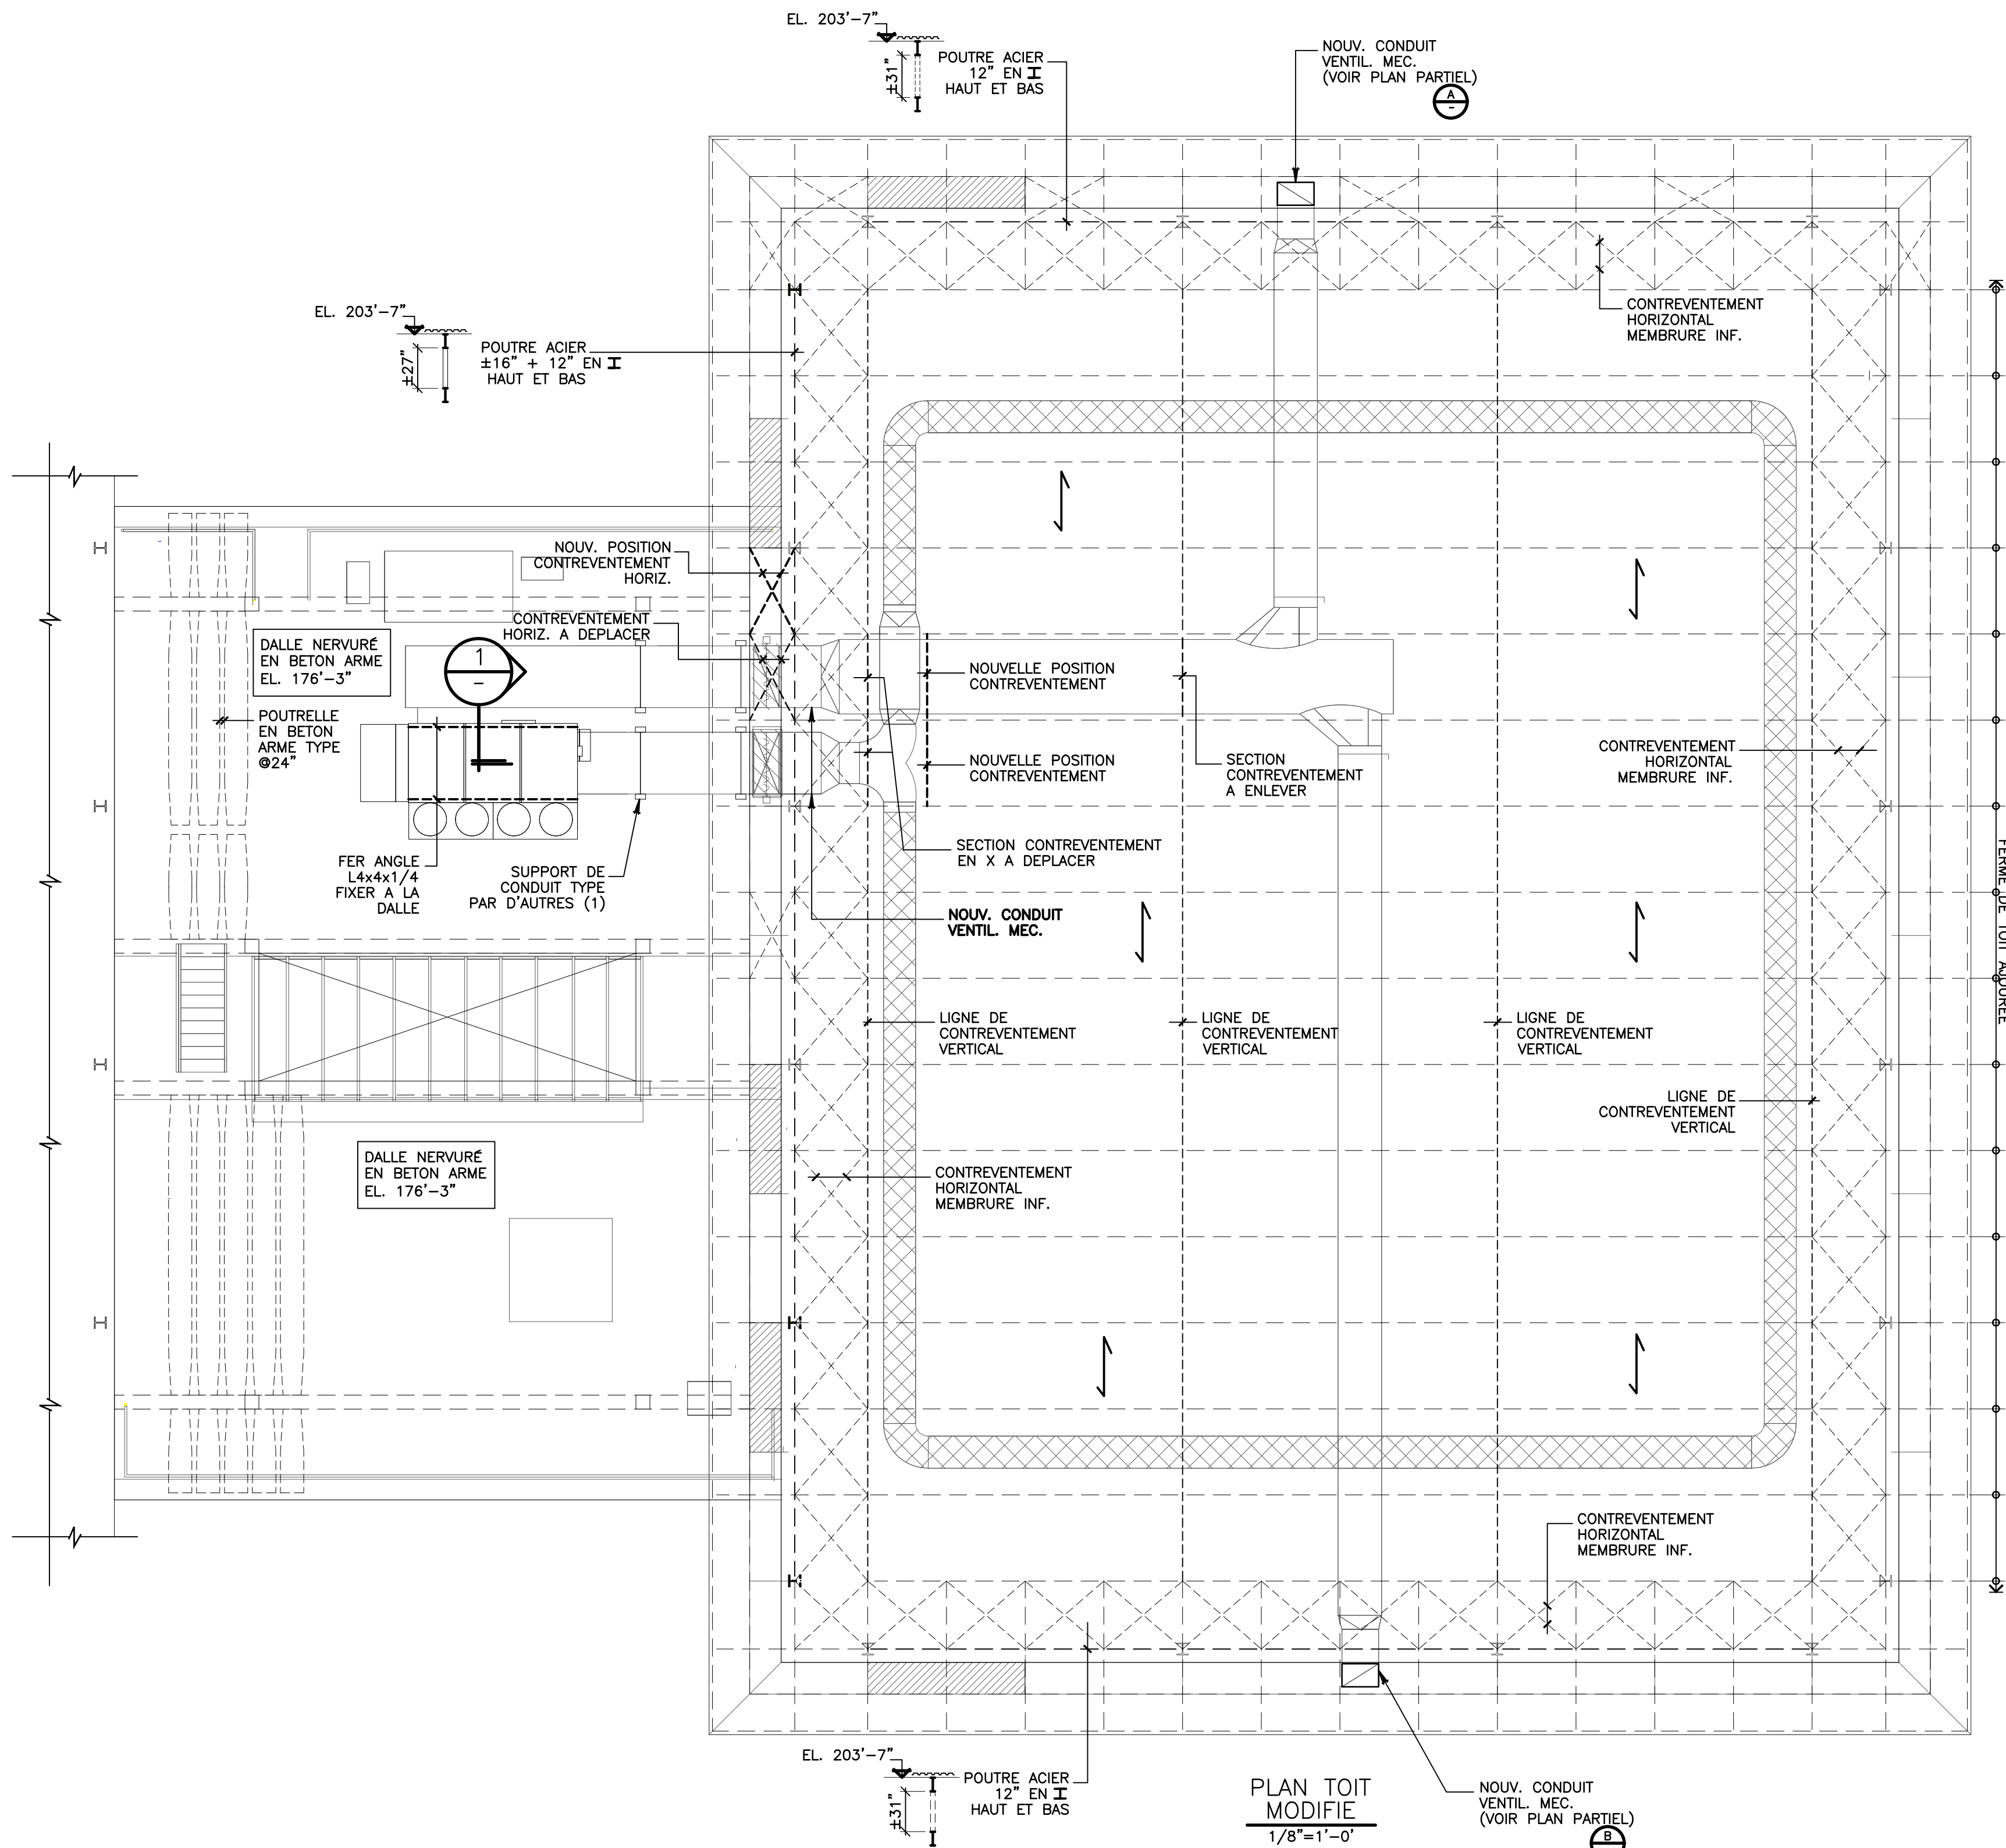 EL. 203'-7"
±31"
POUTRE ACIER
12" EN I
HAUT ET BAS
NOUV. CONDUIT
VENTIL. MEC.
(VOIR PLAN PARTIEL)
A
-
EL. 203'-7"
±27"
POUTRE ACIER
±16" + 12" EN I
HAUT ET BAS
CONTREVENTEMENT
HORIZONTAL
MEMBRURE INF.
NOUV. POSITION
CONTREVENTEMENT
HORIZ.
CONTREVENTEMENT
HORIZ. A DEPLACER
DALLE NERVURÉ
EN BETON ARME
EL. 176'-3"
1
-
POUTRELLE
EN BETON
ARME TYPE
@24"
NOUVELLE POSITION
CONTREVENTEMENT
NOUVELLE POSITION
CONTREVENTEMENT
SECTION
CONTREVENTEMENT
A ENLEVER
CONTREVENTEMENT
HORIZONTAL
MEMBRURE INF.
FER ANGLE
L4x4x1/4
FIXER A LA
DALLE
SUPPORT DE
CONDUIT TYPE
PAR D'AUTRES (1)
SECTION CONTREVENTEMENT
EN X A DEPLACER
NOUV. CONDUIT
VENTIL. MEC.
FERME DE TOIT AJOUREE
LIGNE DE
CONTREVENTEMENT
VERTICAL
LIGNE DE
CONTREVENTEMENT
VERTICAL
LIGNE DE
CONTREVENTEMENT
VERTICAL
LIGNE DE
CONTREVENTEMENT
VERTICAL
DALLE NERVURÉ
EN BETON ARME
EL. 176'-3"
CONTREVENTEMENT
HORIZONTAL
MEMBRURE INF.
CONTREVENTEMENT
HORIZONTAL
MEMBRURE INF.
EL. 203'-7"
±31"
POUTRE ACIER
12" EN I
HAUT ET BAS
PLAN TOIT
MODIFIE
1/8"=1'-0'
NOUV. CONDUIT
VENTIL. MEC.
(VOIR PLAN PARTIEL)
B